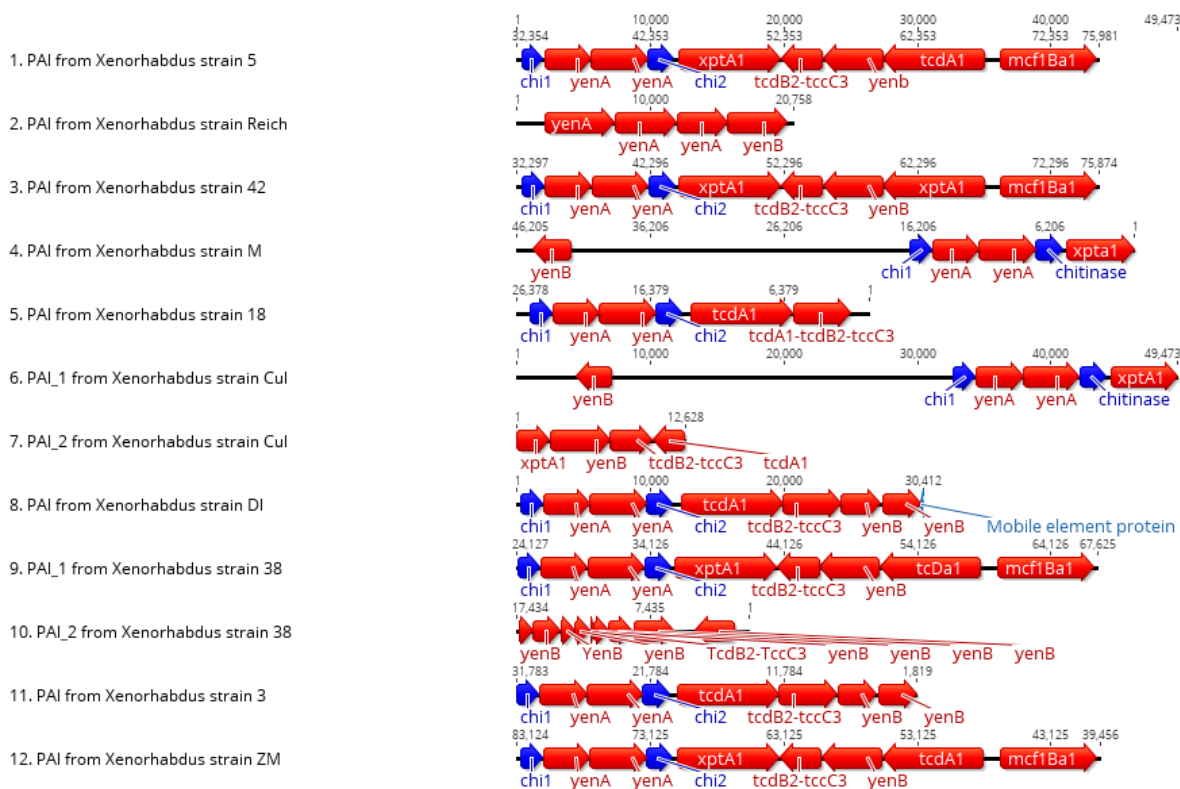 1 10,000 20,000 30,000 40,000 49,473
32,354 42,353 52,353 62,353 72,353 75,981
1. PAI from Xenorhabdus strain 5 xptA1 tcdA1 mcf1Ba1
chi1 yenA yenA chi2 tcdB2-tccC3 yenb
1 10,000 20,758
2. PAI from Xenorhabdus strain Reich yenA
yenA yenA yenB
32,297 42,296 52,296 62,296 72,296 75,874
3. PAI from Xenorhabdus strain 42 xptA1 xptA1 mcf1Ba1
chi1 yenA yenA chi2 tcdB2-tccC3 yenB
46,205 36,206 26,206 16,206 6,206 1
4. PAI from Xenorhabdus strain M xpta1
yenB chi1 yenA yenA chitinase
26,378 16,379 6,379 1
5. PAI from Xenorhabdus strain 18 tcdA1
chi1 yenA yenA chi2 tcdA1-tcdB2-tccC3
1 10,000 20,000 30,000 40,000 49,473
6. PAI_1 from Xenorhabdus strain Cul xptA1
yenB chi1 yenA yenA chitinase
1 12,628
7. PAI_2 from Xenorhabdus strain Cul
xptA1 yenB tcdB2-tccC3 tcdA1
1 10,000 20,000 30,412
8. PAI from Xenorhabdus strain DI tcdA1
chi1 yenA yenA chi2 tcdB2-tccC3 yenB yenB Mobile element protein
24,127 34,126 44,126 54,126 64,126 67,625
9. PAI_1 from Xenorhabdus strain 38 xptA1 tcDa1 mcf1Ba1
chi1 yenA yenA chi2 tcdB2-tccC3 yenB
17,434 7,435 1
10. PAI_2 from Xenorhabdus strain 38
yenB YenB yenB TcdB2-TccC3 yenB yenB yenB yenB
31,783 21,784 11,784 1,819
11. PAI from Xenorhabdus strain 3 tcdA1
chi1 yenA yenA chi2 tcdB2-tccC3 yenB yenB
83,124 73,125 63,125 53,125 43,125 39,456
12. PAI from Xenorhabdus strain ZM xptA1 tcdA1 mcf1Ba1
chi1 yenA yenA chi2 tcdB2-tccC3 yenB